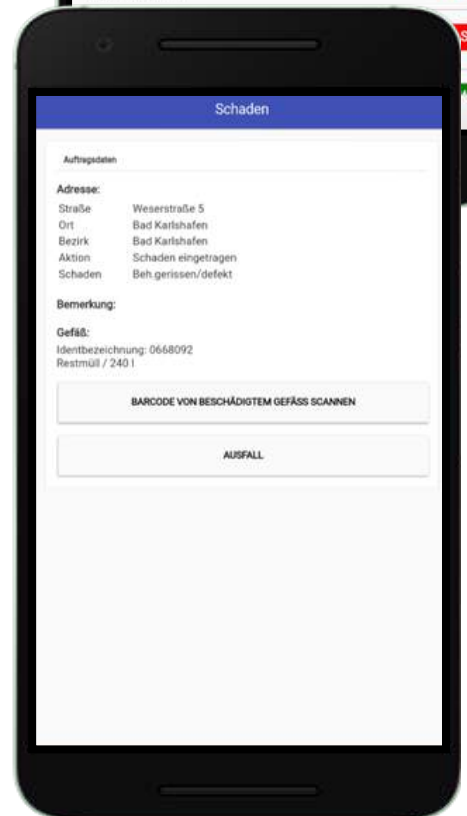 Schaden
Auftragsdaten
Adresse:
Straße Weserstraße 5
Ort Bad Karlshafen
Bezirk Bad Karlshafen
Aktion Schaden eingetragen
Schaden Beh.gerissen/defekt
Bemerkung:
Gefäß:
Identbezeichnung: 0668092
Restmüll / 240 l
BARCODE VON BESCHÄDIGTEM GEFÄSS SCANNEN
AUSFALL